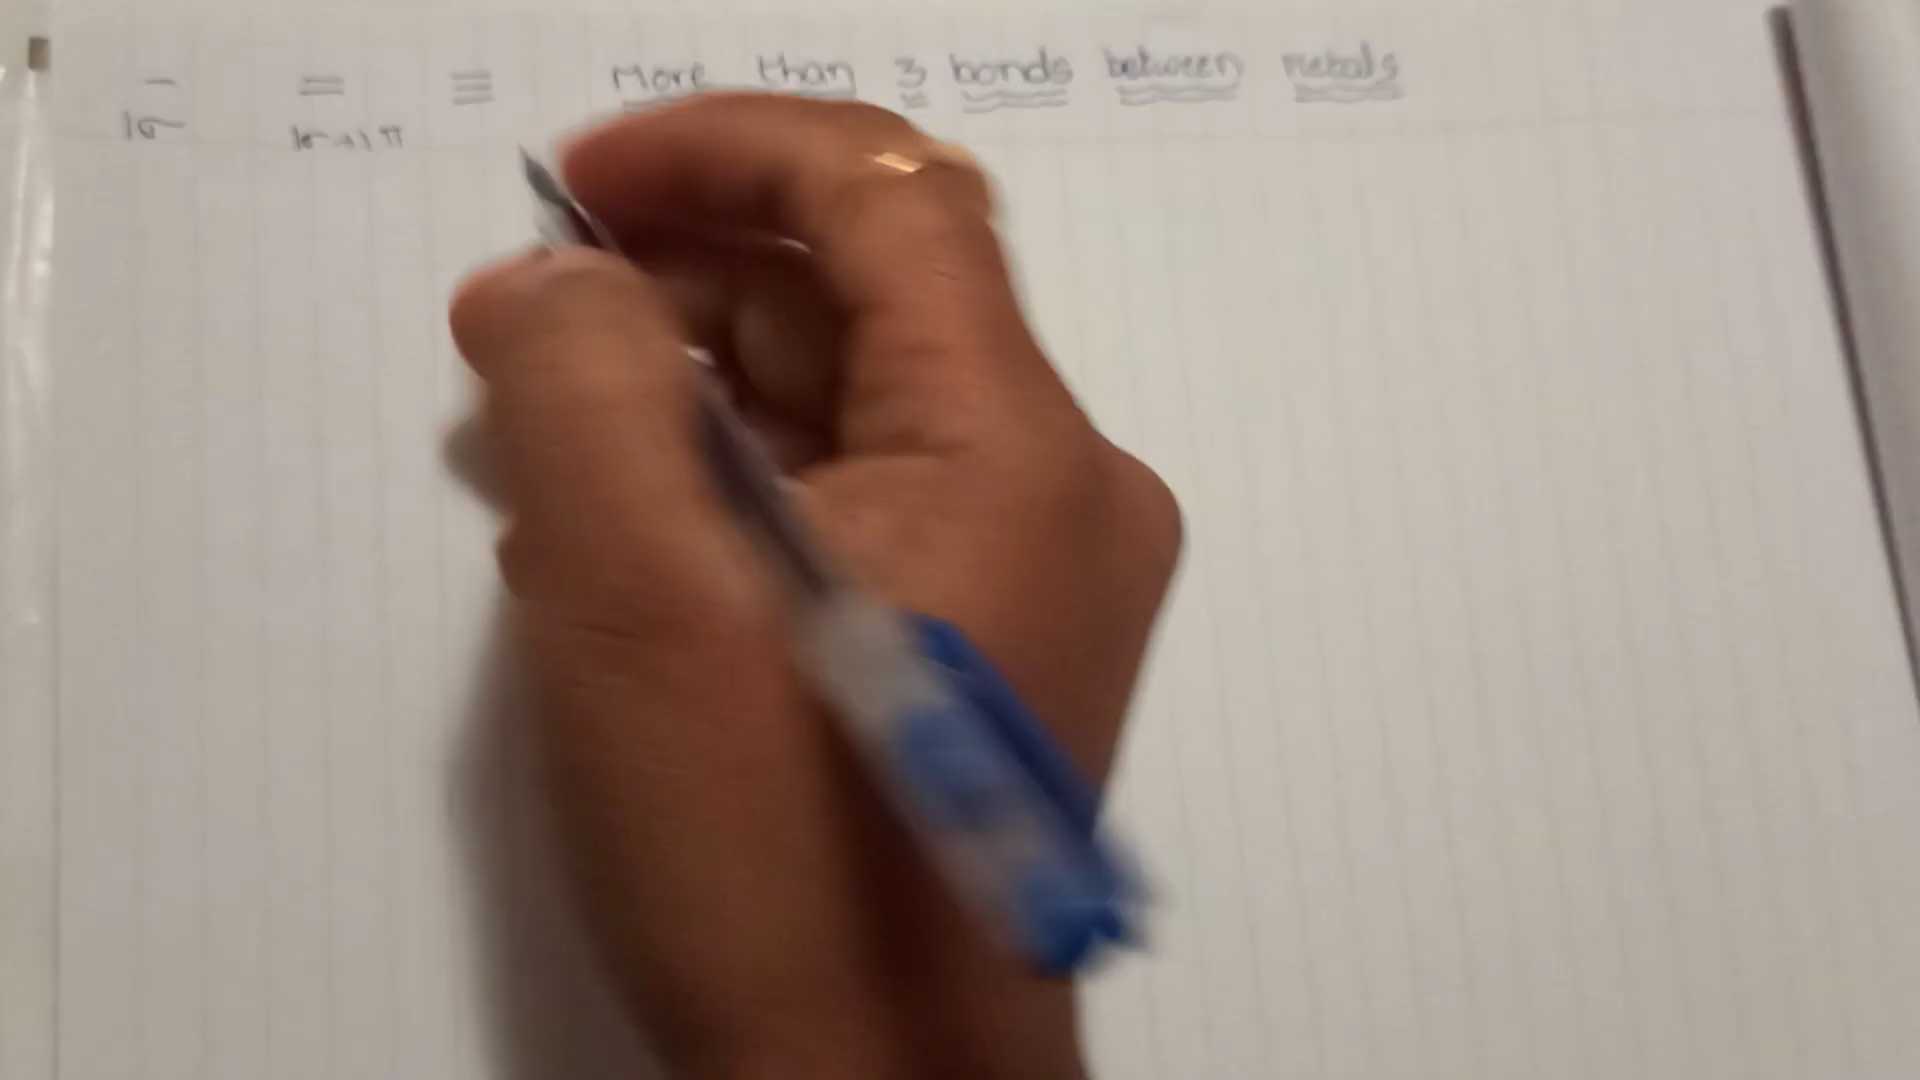 − = ≡ More than 3 bonds between metals
1σ 1σ+1π